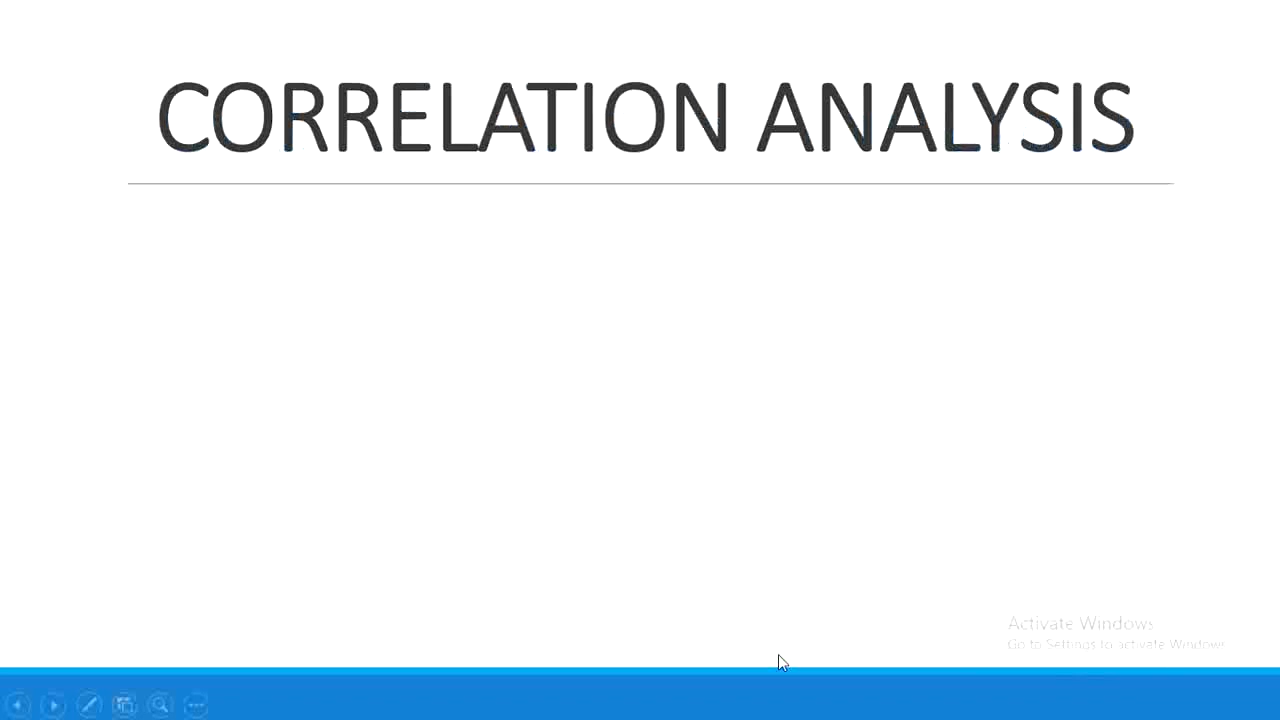 CORRELATION ANALYSIS
Activate Windows
Go to Settings to activate Windows.